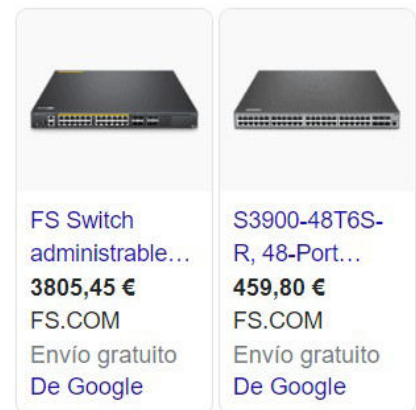 FS Switch
administrable...
3805,45 €
FS.COM
Envío gratuito
De Google
S3900-48T6S-
R, 48-Port...
459,80 €
FS.COM
Envío gratuito
De Google